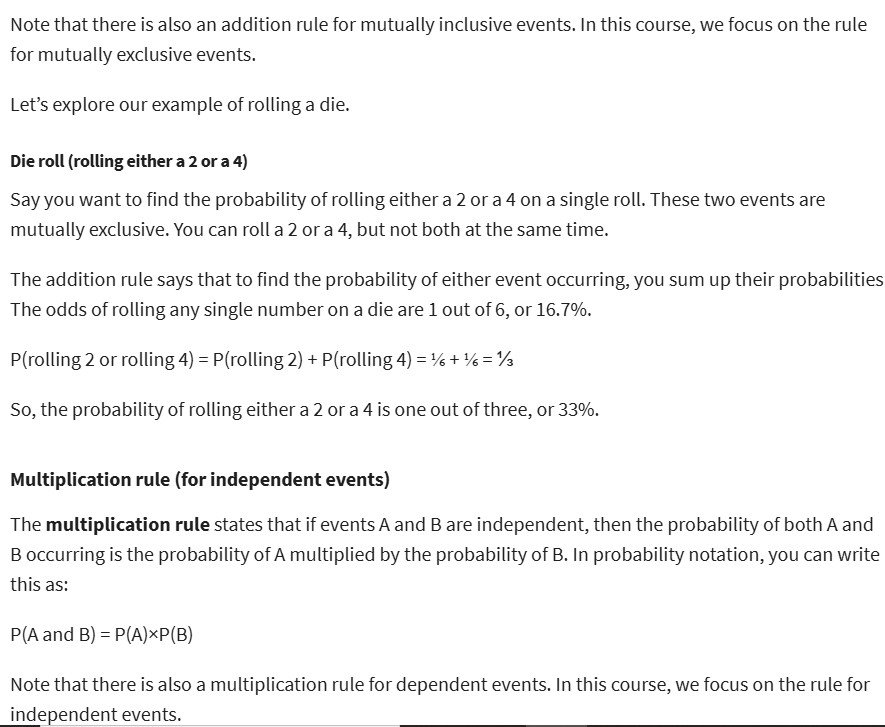 Note that there is also an addition rule for mutually inclusive events. In this course, we focus on the rule
for mutually exclusive events.
Let’s explore our example of rolling a die.
Die roll (rolling either a 2 or a 4)
Say you want to find the probability of rolling either a 2 or a 4 on a single roll. These two events are
mutually exclusive. You can roll a 2 or a 4, but not both at the same time.
The addition rule says that to find the probability of either event occurring, you sum up their probabilities
The odds of rolling any single number on a die are 1 out of 6, or 16.7%.
P(rolling 2 or rolling 4) = P(rolling 2) + P(rolling 4) = ⅙ + ⅙ = ⅓
So, the probability of rolling either a 2 or a 4 is one out of three, or 33%.
Multiplication rule (for independent events)
The multiplication rule states that if events A and B are independent, then the probability of both A and
B occurring is the probability of A multiplied by the probability of B. In probability notation, you can write
this as:
P(A and B) = P(A)×P(B)
Note that there is also a multiplication rule for dependent events. In this course, we focus on the rule for
independent events.